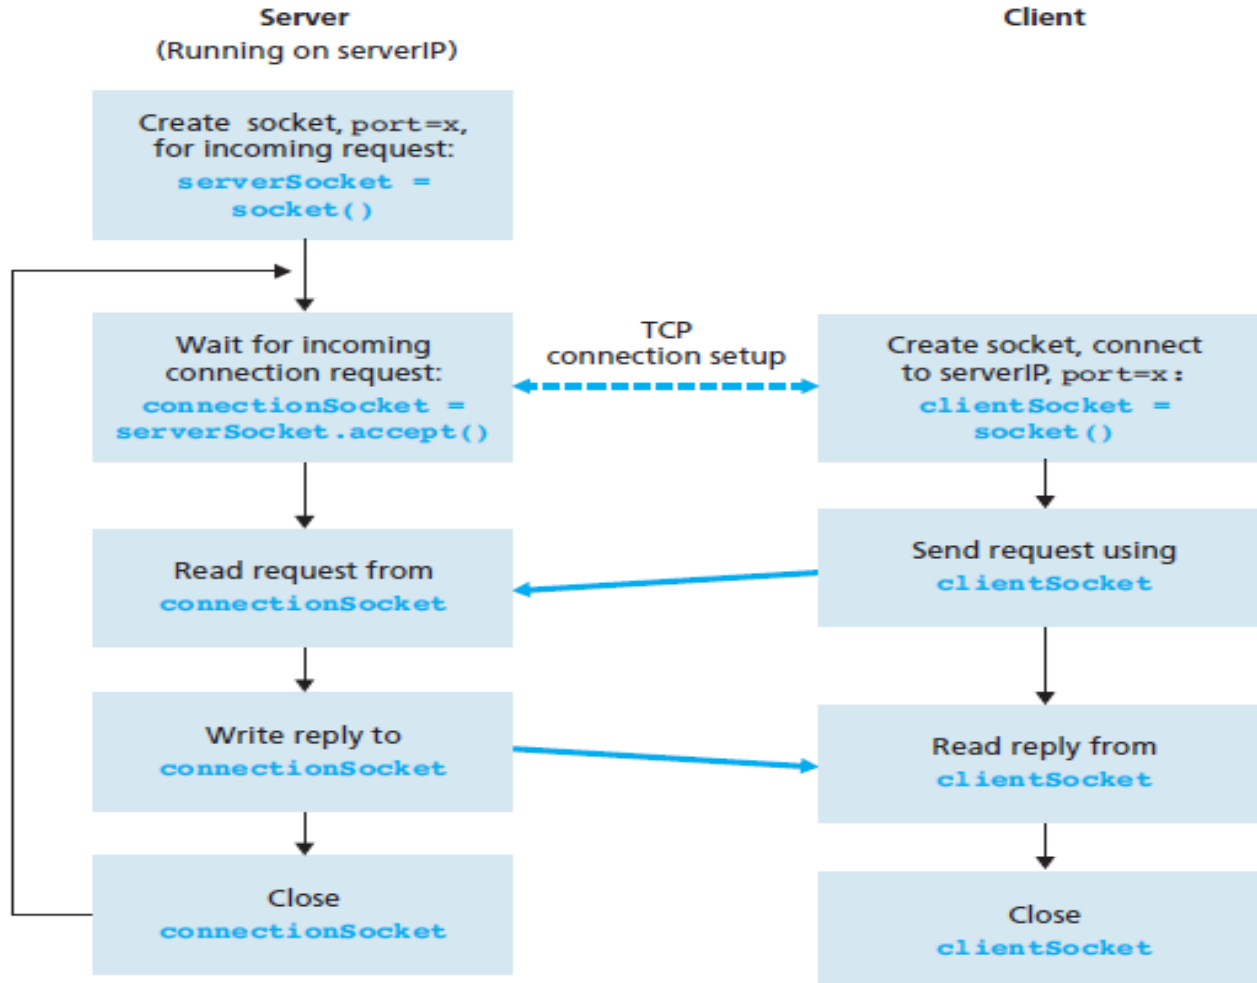 Server
(Running on serverIP)
Create socket, port=x,
for incoming request:
serverSocket =
socket()
Wait for incoming
connection request:
connectionSocket =
serverSocket.accept()
Read request from
connectionSocket
Write reply to
connectionSocket
Close
connectionSocket
TCP
connection setup
Client
Create socket, connect
to serverIP, port=x:
clientSocket =
socket()
Send request using
clientSocket
Read reply from
clientSocket
Close
clientSocket